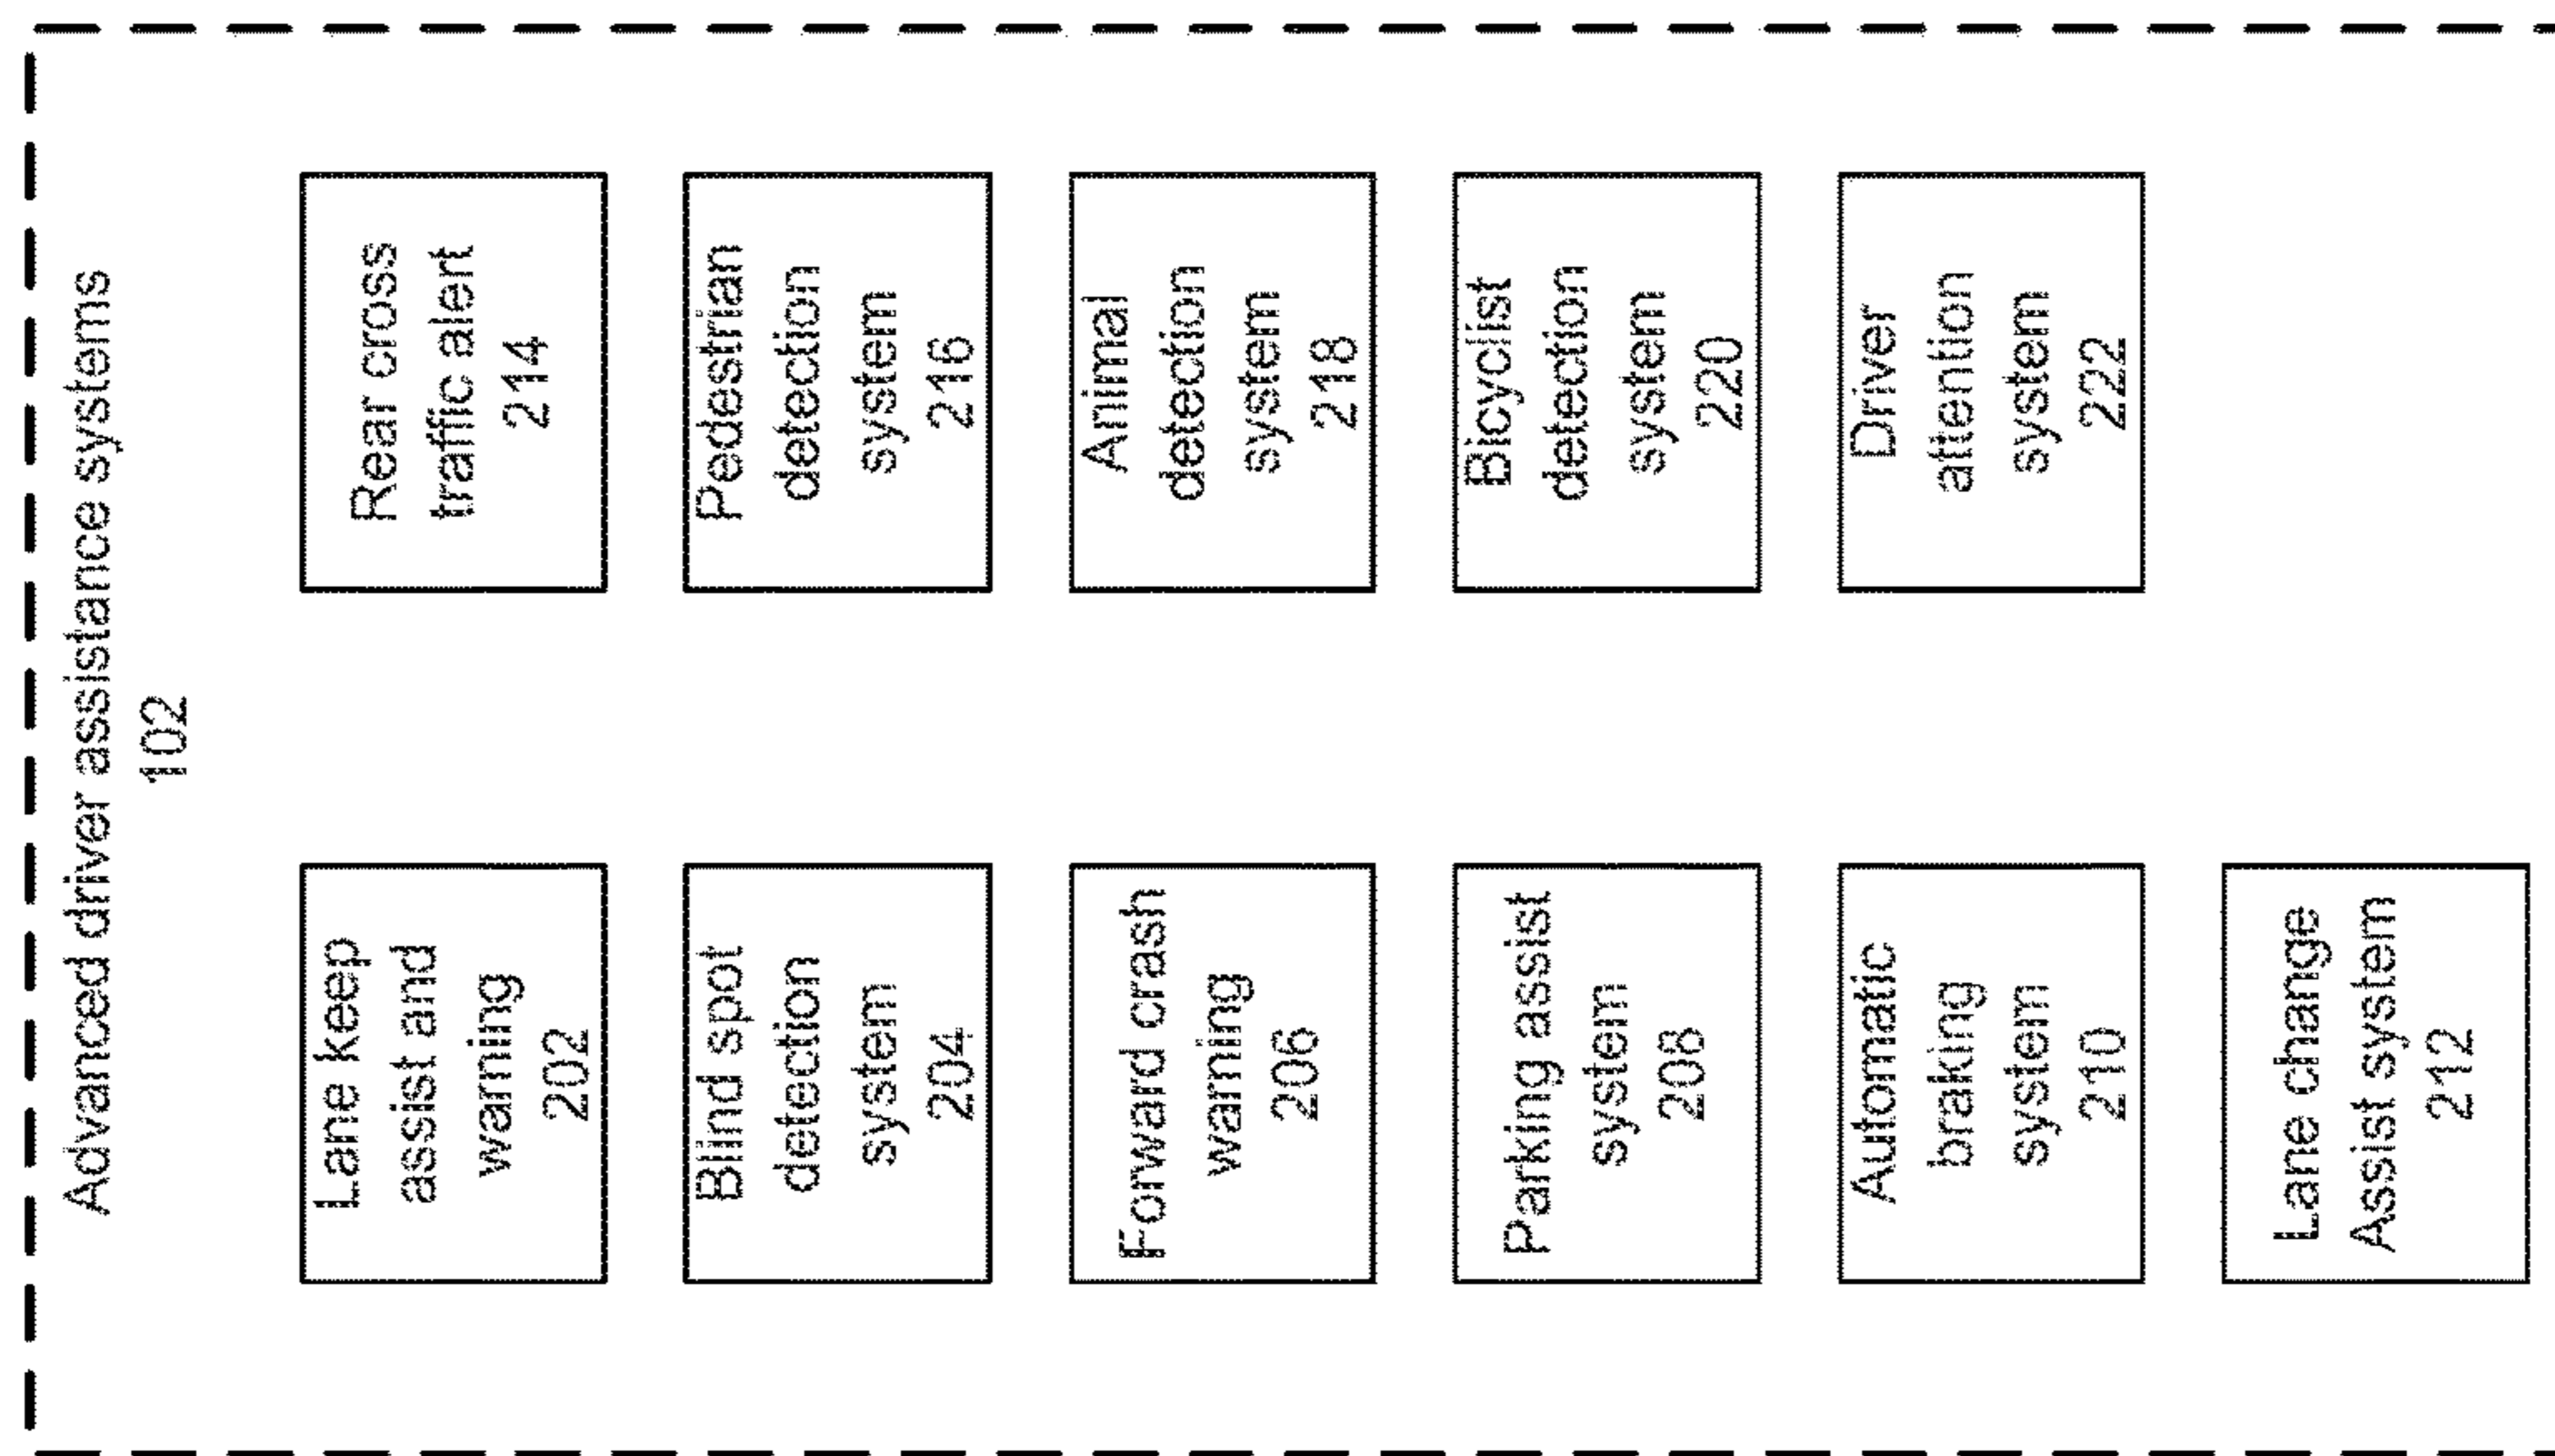 Advanced driver assistance systems
102
Lane keep
assist and
warning
202
Blind spot
detection
system
204
Forward crash
warning
206
Parking assist
system
208
Automatic
braking
system
210
Lane change
Assist system
212
Rear cross
traffic alert
214
Pedestrian
detection
system
216
Animal
detection
system
218
Bicyclist
detection
system
220
Driver
attention
system
222